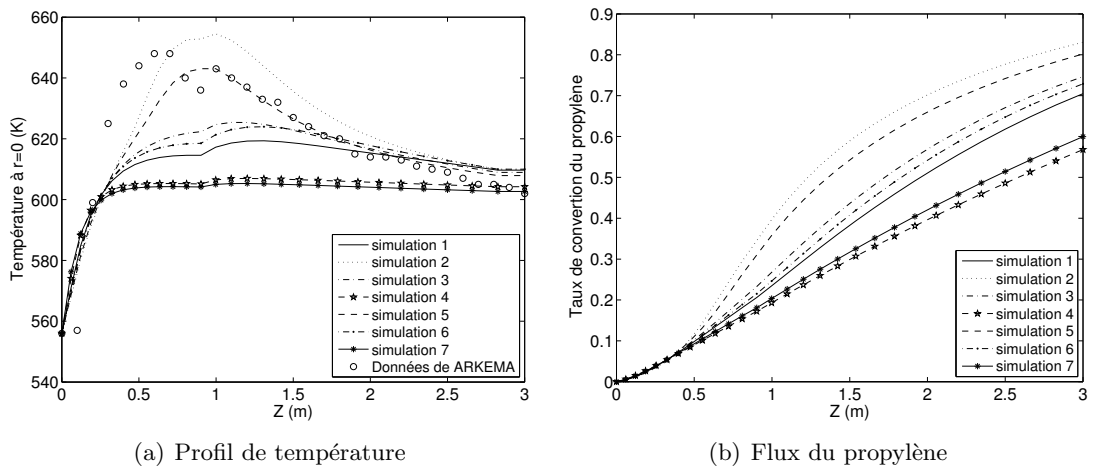 660
640
620
600
580
560
540
Température à r=0 (K)
0
0.5
1
1.5
2
2.5
3
Z (m)
simulation 1
simulation 2
simulation 3
simulation 4
simulation 5
simulation 6
simulation 7
Données de ARKEMA
(a) Profil de température
0.9
0.8
0.7
0.6
0.5
0.4
0.3
0.2
0.1
0
Taux de convertion du propylène
0
0.5
1
1.5
2
2.5
3
Z (m)
simulation 1
simulation 2
simulation 3
simulation 4
simulation 5
simulation 6
simulation 7
(b) Flux du propylène